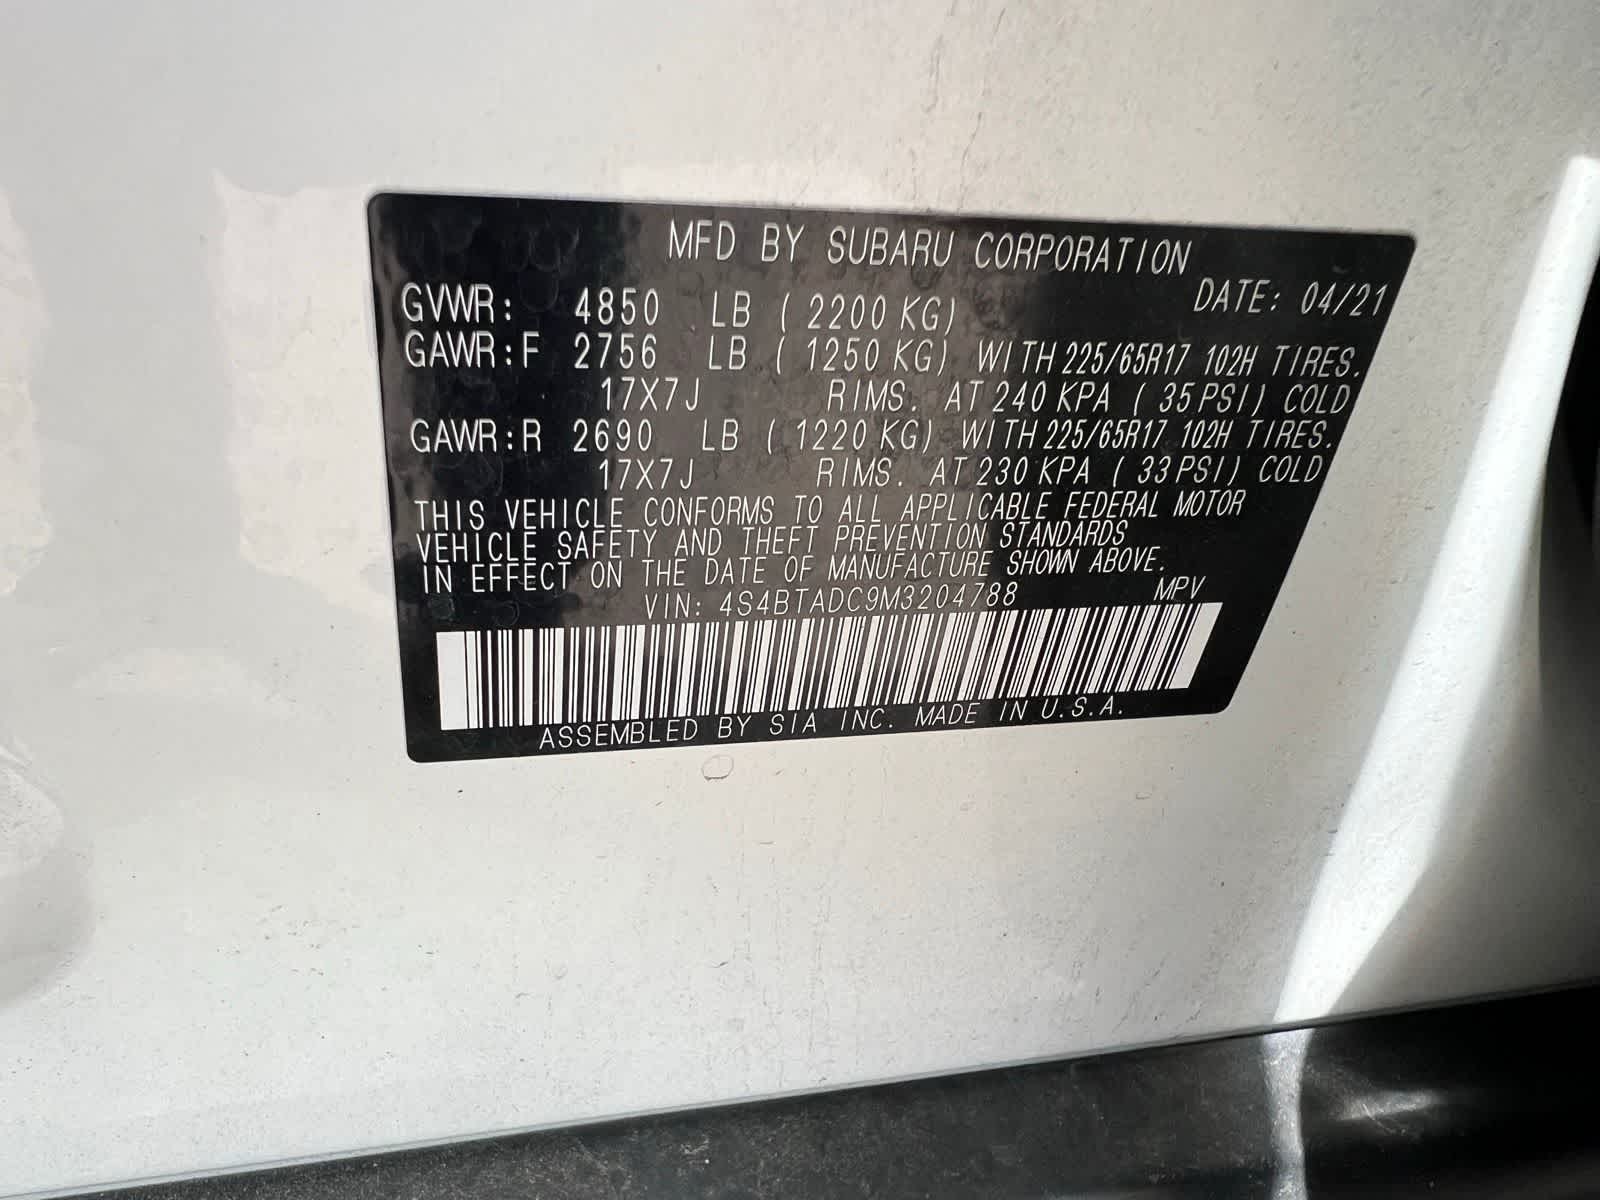 MFD BY SUBARU CORPORATION
DATE: 04/21
GVWR: 4850 LB (2200 KG)
GAWR:F 2756 LB (1250 KG) WITH 225/65R17 102H TIRES.
17X7J RIMS. AT 240 KPA (35 PSI) COLD
GAWR:R 2690 LB (1220 KG) WITH 225/65R17 102H TIRES.
17X7J RIMS. AT 230 KPA (33 PSI) COLD
THIS VEHICLE CONFORMS TO ALL APPLICABLE FEDERAL MOTOR
VEHICLE SAFETY AND THEFT PREVENTION STANDARDS
IN EFFECT ON THE DATE OF MANUFACTURE SHOWN ABOVE.
VIN: 4S4BTADC9M3204788 MPV
ASSEMBLED BY SIA INC. MADE IN U.S.A.